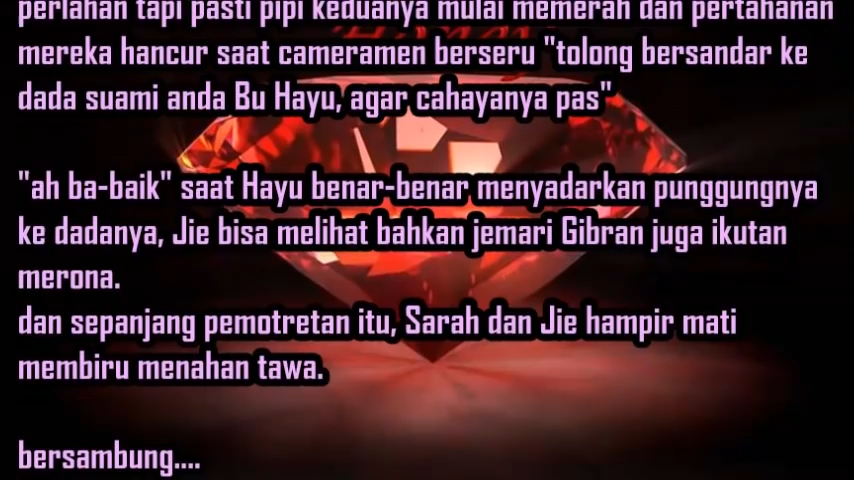 perlahan tapi pasti pipi keduanya mulai memerah dan pertahanan
mereka hancur saat cameramen berseru "tolong bersandar ke
dada suami anda Bu Hayu, agar cahayanya pas"
"ah ba-baik" saat Hayu benar-benar menyadarkan punggungnya
ke dadanya, Jie bisa melihat bahkan jemari Gibran juga ikutan
merona.
dan sepanjang pemotretan itu, Sarah dan Jie hampir mati
membiru menahan tawa.
bersambung....